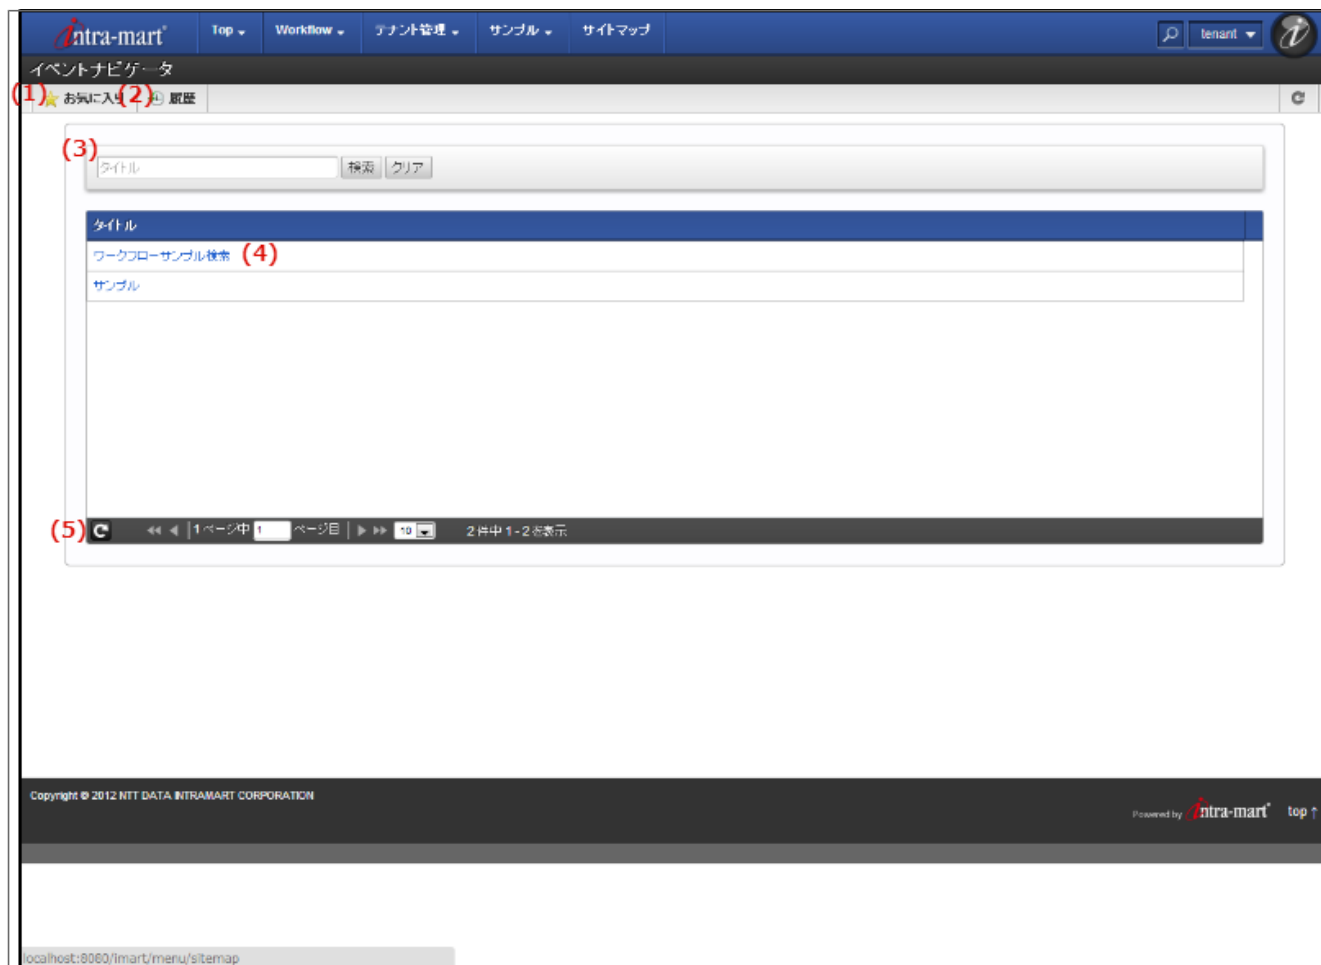 intra-mart Top Workflow テナント管理 サンプル サイトマップ tenant
イベントナビゲータ
(1) お気に入り (2) 履歴
(3)
タイトル 検索 クリア
タイトル
ワークフローサンプル検索 (4)
サンプル
(5) 1 ページ中 1 ページ目 10 2 件中 1 - 2 を表示
Copyright © 2012 NTT DATA INTRAMART CORPORATION
Powered by intra-mart top ↑
localhost:8080/imart/menu/sitemap